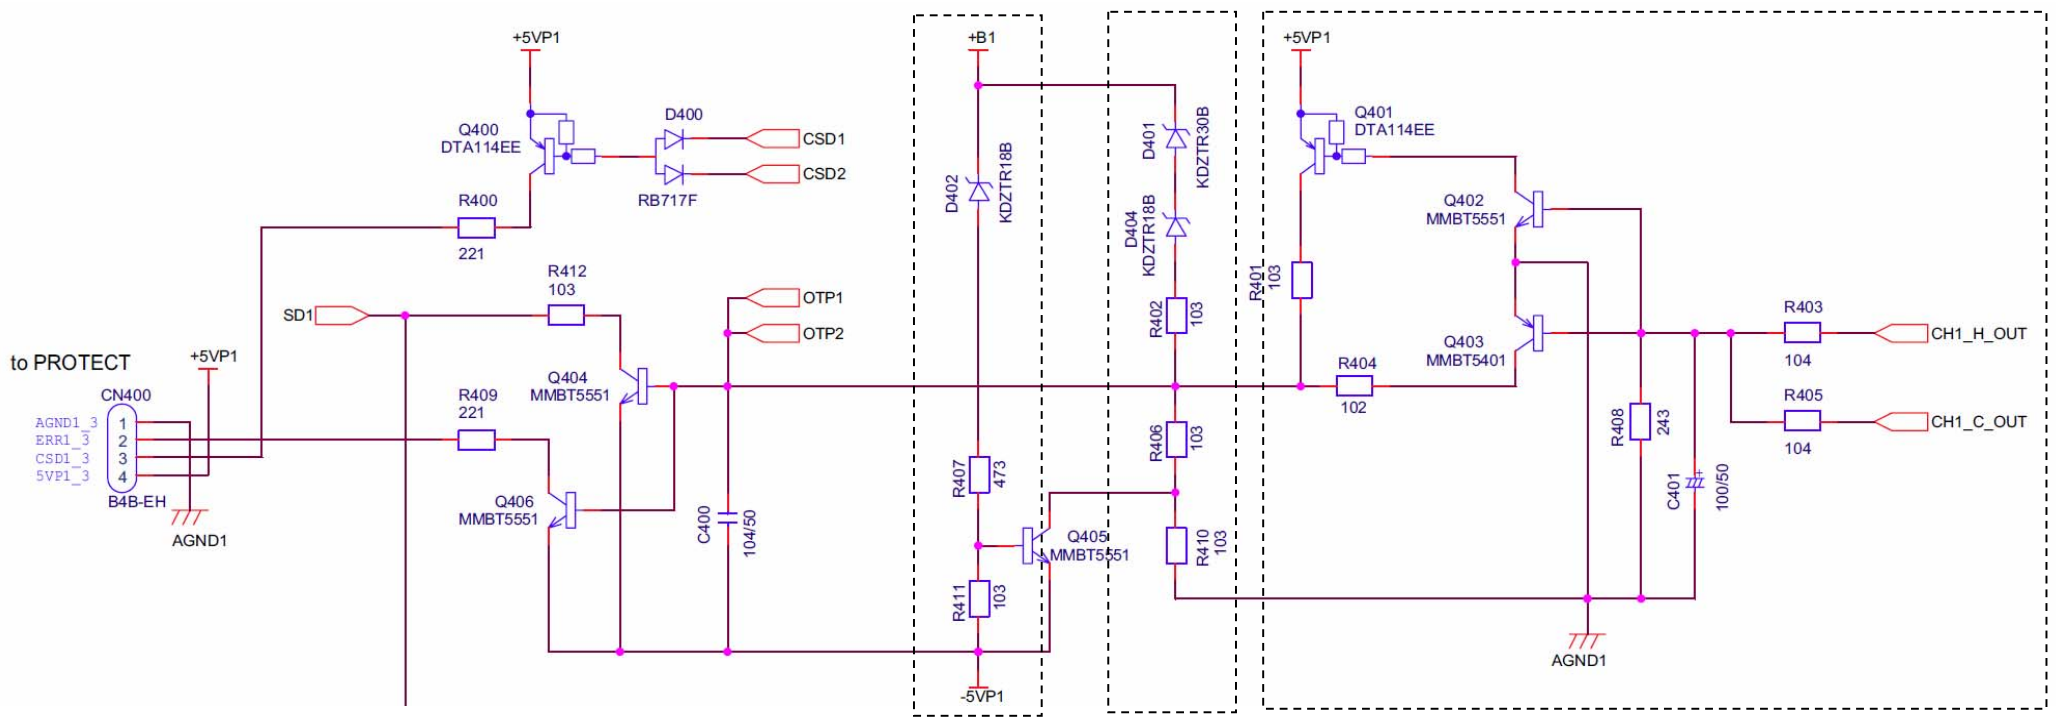 +5VP1
Q400
DTA114EE
D400
CSD1
CSD2
RB717F
R400
221
R412
103
SD1
OTP1
OTP2
to PROTECT
+5VP1
CN400
AGND1_3
ERR1_3
CSD1_3
5VP1_3
1
2
3
4
B4B-EH
AGND1
R409
221
Q404
MMBT5551
Q406
MMBT5551
C400
104/50
+B1
D402
KDZTR18B
R407
473
R411
103
-5VP1
Q405
MMBT5551
D401
KDZTR30B
D404
KDZTR18B
R402
103
R406
103
R410
103
+5VP1
Q401
DTA114EE
R401
103
Q402
MMBT5551
Q403
MMBT5401
R404
102
R403
104
CH1_H_OUT
R405
104
CH1_C_OUT
R408
243
C401
+
100/50
AGND1